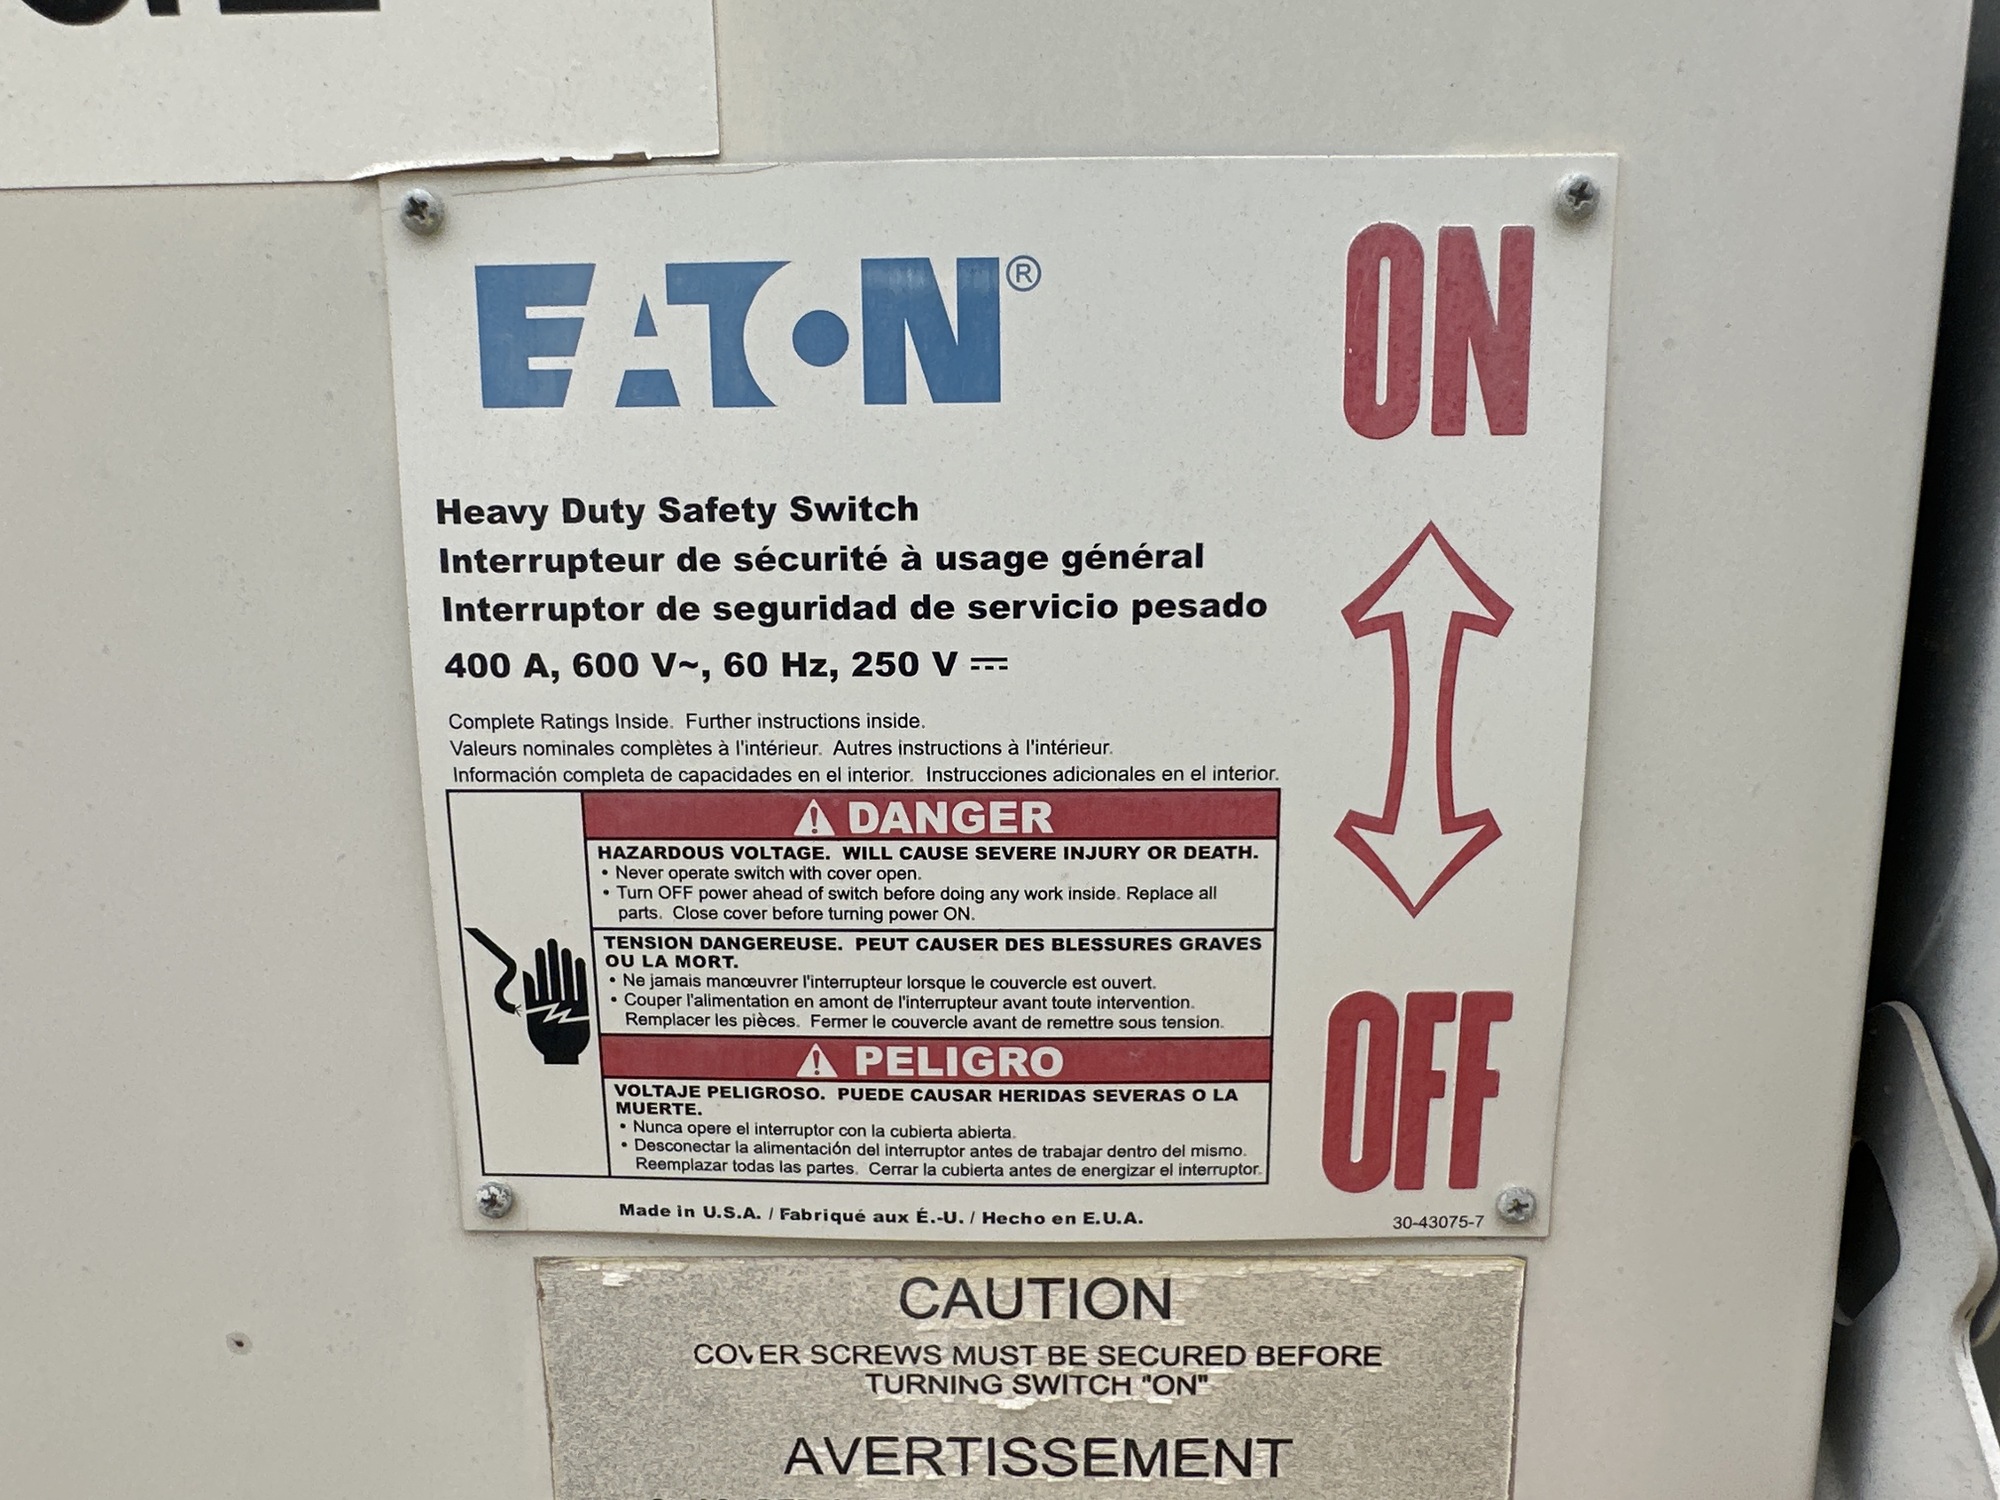 EATON®
ON
Heavy Duty Safety Switch
Interrupteur de sécurité à usage général
Interruptor de seguridad de servicio pesado
400 A, 600 V~, 60 Hz, 250 V ⎓
Complete Ratings Inside. Further instructions inside.
Valeurs nominales complètes à l'intérieur. Autres instructions à l'intérieur.
Información completa de capacidades en el interior. Instrucciones adicionales en el interior.
⚠ DANGER
HAZARDOUS VOLTAGE. WILL CAUSE SEVERE INJURY OR DEATH.
• Never operate switch with cover open.
• Turn OFF power ahead of switch before doing any work inside. Replace all
parts. Close cover before turning power ON.
TENSION DANGEREUSE. PEUT CAUSER DES BLESSURES GRAVES
OU LA MORT.
• Ne jamais manœuvrer l'interrupteur lorsque le couvercle est ouvert.
• Couper l'alimentation en amont de l'interrupteur avant toute intervention.
Remplacer les pièces. Fermer le couvercle avant de remettre sous tension.
⚠ PELIGRO
VOLTAJE PELIGROSO. PUEDE CAUSAR HERIDAS SEVERAS O LA
MUERTE.
• Nunca opere el interruptor con la cubierta abierta.
• Desconectar la alimentación del interruptor antes de trabajar dentro del mismo.
Reemplazar todas las partes. Cerrar la cubierta antes de energizar el interruptor.
OFF
Made in U.S.A. / Fabriqué aux É.-U. / Hecho en E.U.A.
30-43075-7
CAUTION
COVER SCREWS MUST BE SECURED BEFORE
TURNING SWITCH "ON"
AVERTISSEMENT